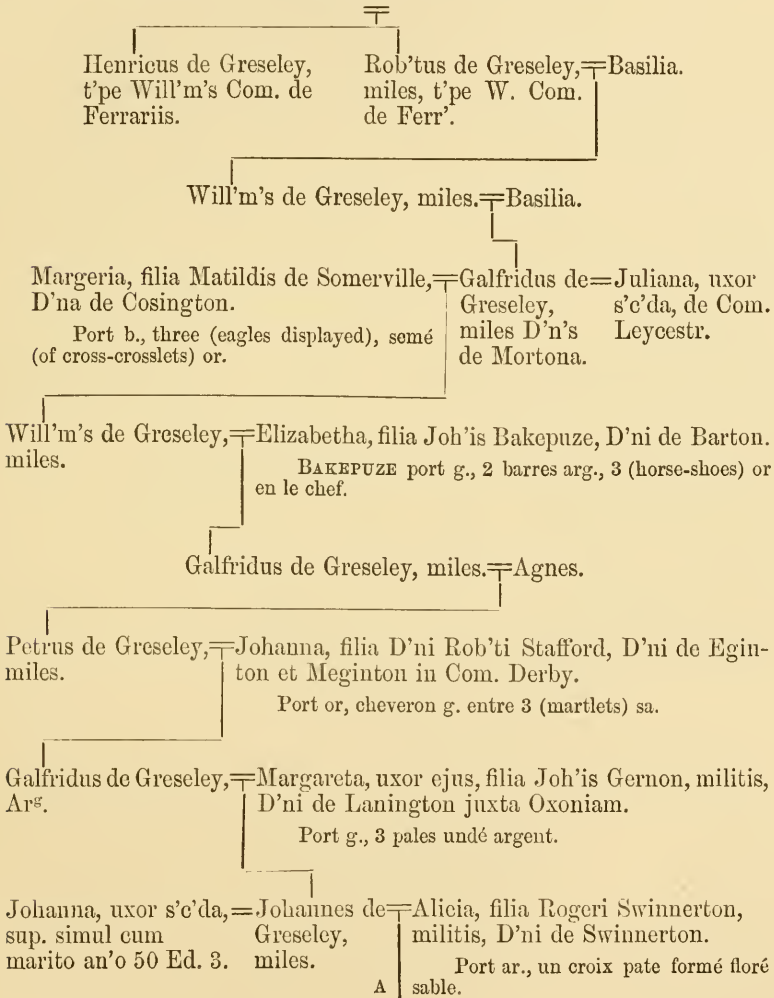 Henricus de Greseley,
t'pe Will'm's Com. de
Ferrariis.
Rob'tus de Greseley,=Basilia.
miles, t'pe W. Com.
de Ferr'.
Will'm's de Greseley, miles.=Basilia.
Margeria, filia Matildis de Somerville,=Galfridus de=Juliana, uxor
D'na de Cosington.
Port b., three (eagles displayed), semé
(of cross-crosslets) or.
Greseley,
miles D'n's
de Mortona.
s'c'da, de Com.
Leycestr.
Will'm's de Greseley,=Elizabetha, filia Joh'is Bakepuze, D'ni de Barton.
miles.
BAKEPUZE port g., 2 barres arg., 3 (horse-shoes) or
en le chef.
Galfridus de Greseley, miles.=Agnes.
Petrus de Greseley,=Johanna, filia D'ni Rob'ti Stafford, D'ni de Egin-
miles.
ton et Meginton in Com. Derby.
Port or, cheveron g. entre 3 (martlets) sa.
Galfridus de Greseley,=Margareta, uxor ejus, filia Joh'is Gernon, militis,
Arg.
D'ni de Lanington juxta Oxoniam.
Port g., 3 pales undé argent.
Johanna, uxor s'c'da,=Johannes de=Alicia, filia Rogeri Swinnerton,
sup. simul cum
marito an'o 50 Ed. 3.
Greseley,
miles.
militis, D'ni de Swinnerton.
Port ar., un croix pate formé floré
sable.
A